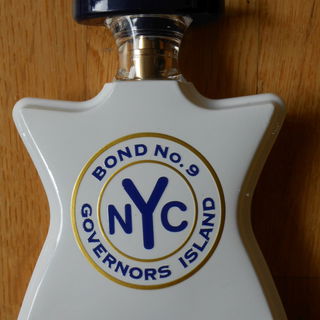 BOND No. 9
NYC
GOVERNORS ISLAND